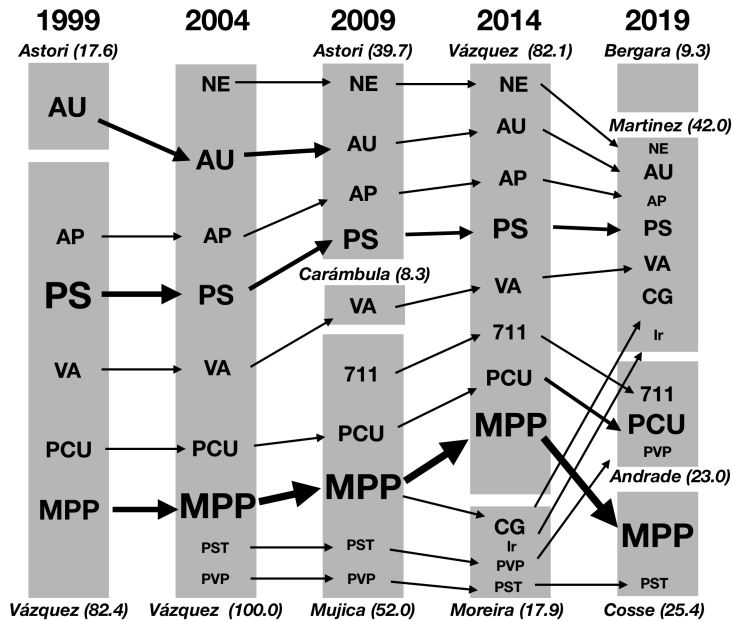 1999 2004 2009 2014 2019
Astori (17.6) Astori (39.7) Vázquez (82.1) Bergara (9.3)
AU NE NE NE
Martinez (42.0)
AU AU AU NE
AU
AP AP AP AP AP
PS PS PS PS PS
Carámbula (8.3)
VA VA VA VA VA
CG
Ir
711 711 711
PCU PCU PCU PCU PCU
PVP
Andrade (23.0)
MPP MPP MPP MPP MPP
CG
Ir
PST PST PVP
PVP PVP PST PST
Vázquez (82.4) Vázquez (100.0) Mujica (52.0) Moreira (17.9) Cosse (25.4)